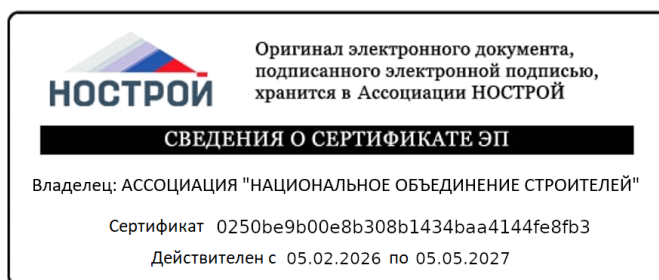 НОСТРОЙ
Оригинал электронного документа,
подписанного электронной подписью,
хранится в Ассоциации НОСТРОЙ
СВЕДЕНИЯ О СЕРТИФИКАТЕ ЭП
Владелец: АССОЦИАЦИЯ "НАЦИОНАЛЬНОЕ ОБЪЕДИНЕНИЕ СТРОИТЕЛЕЙ"
Сертификат 0250be9b00e8b308b1434baa4144fe8fb3
Действителен с 05.02.2026 по 05.05.2027